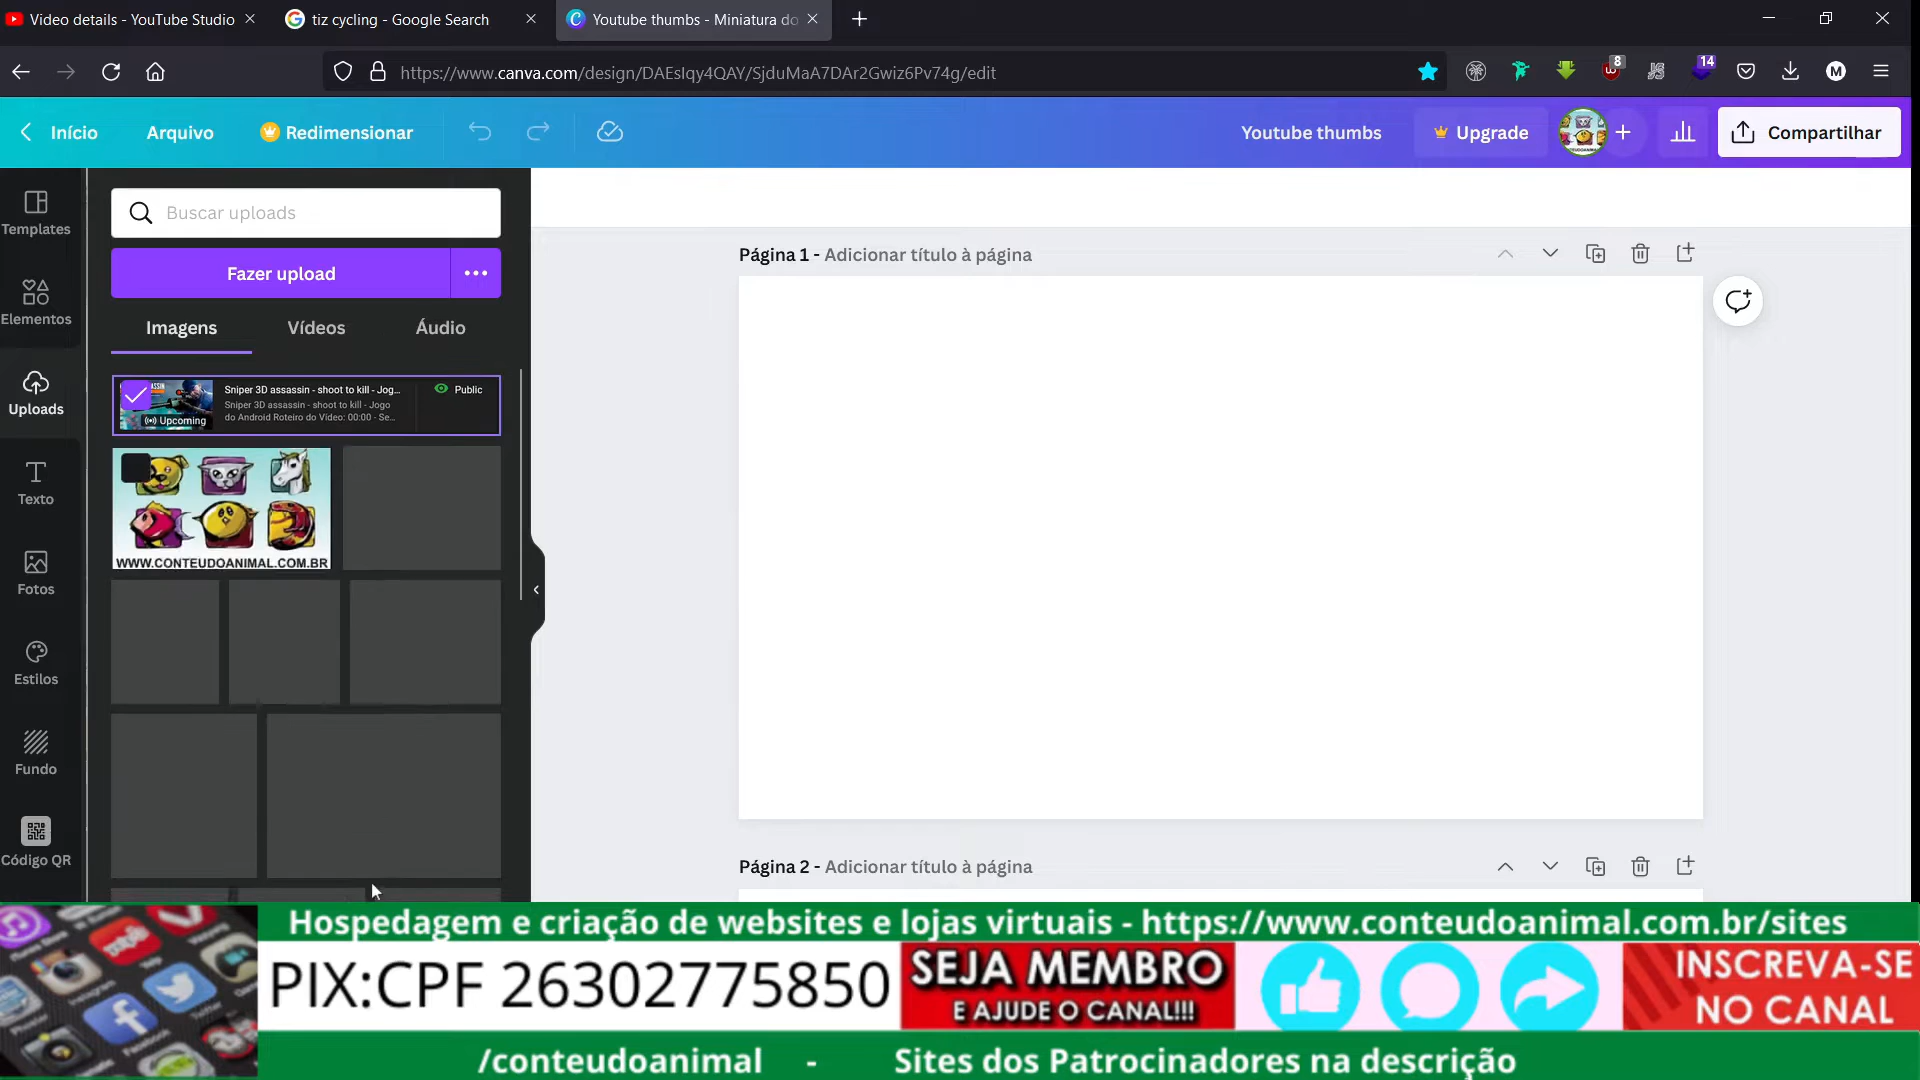 Video details - YouTube Studio
tiz cycling - Google Search
Youtube thumbs - Miniatura do
https://www.canva.com/design/DAEsIqy4QAY/SjduMaA7DAr2Gwiz6Pv74g/edit
8
14
M
Início
Arquivo
Redimensionar
Youtube thumbs
Upgrade
Compartilhar
Templates
Elementos
Uploads
Texto
Fotos
Estilos
Fundo
Código QR
Buscar uploads
Fazer upload
Imagens
Vídeos
Áudio
Sniper 3D assassin - shoot to kill - Jog...
Public
Sniper 3D assassin - shoot to kill - Jogo
do Android Roteiro do Vídeo: 00:00 - Se...
Upcoming
WWW.CONTEUDOANIMAL.COM.BR
Página 1 - Adicionar título à página
Página 2 - Adicionar título à página
Hospedagem e criação de websites e lojas virtuais - https://www.conteudoanimal.com.br/sites
PIX:CPF 26302775850
SEJA MEMBRO
E AJUDE O CANAL!!!
INSCREVA-SE
NO CANAL
/conteudoanimal - Sites dos Patrocinadores na descrição